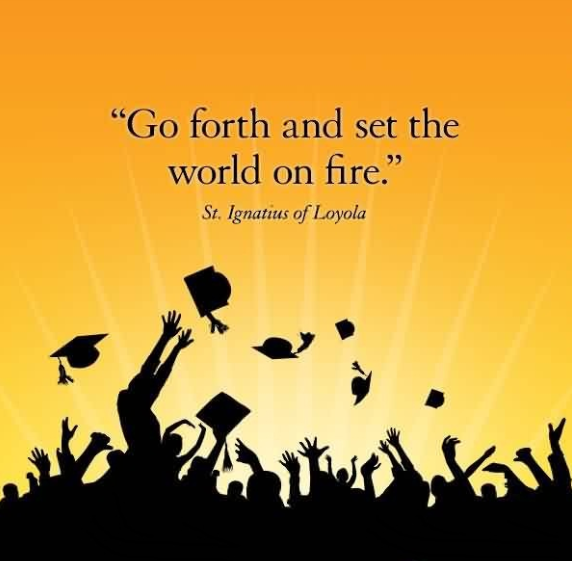 “Go forth and set the
world on fire.”
St. Ignatius of Loyola